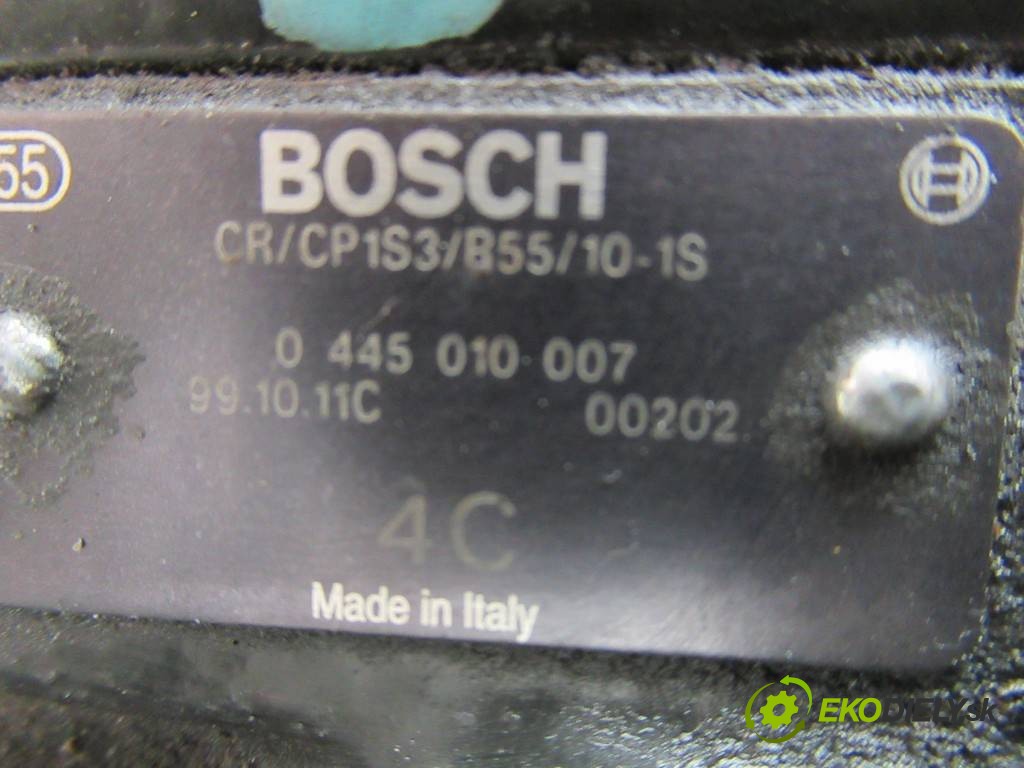 55
BOSCH
CR/CP1S3/R55/10-1S
0 445 010 007
99.10.11C 00202
4C
Made in Italy
EKODIELY.sk